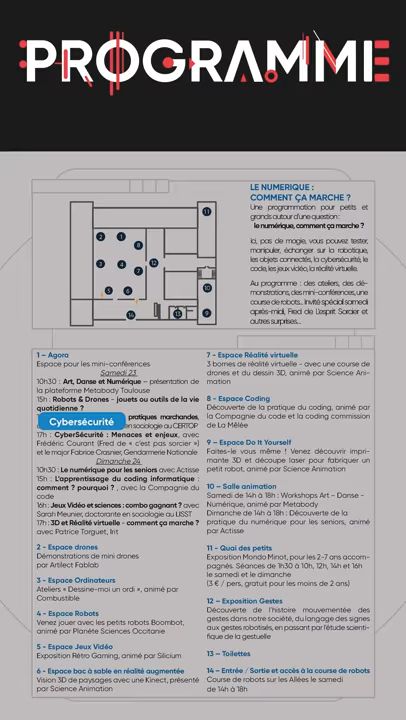 PROGRAMME
LE NUMERIQUE :
COMMENT ÇA MARCHE ?
Une programmation pour petits et
grands autour d'une question :
le numérique, comment ça marche ?
Ici, pas de magie, vous pouvez tester,
manipuler, échanger sur la robotique,
les objets connectés, la cybersécurité, le
code, les jeux vidéo, la réalité virtuelle.
Au programme : des ateliers, des dé-
monstrations, des mini-conférences, une
course de robots... Invité spécial samedi
après-midi, Fred de L'esprit Sorcier et
autres surprises...
11
2 1
8
3 4 12
7
10
5 6
14 13 9
1 – Agora
Espace pour les mini-conférences
Samedi 23
10h30 : Art, Danse et Numérique – présentation de
la plateforme Metabody Toulouse
15h : Robots & Drones - jouets ou outils de la vie
quotidienne ?
pratiques marchandes,
en sociologie au CERTOP
Cybersécurité
17h : CyberSécurité : Menaces et enjeux, avec
Frédéric Courant (Fred de « c'est pas sorcier »)
et le major Fabrice Crasnier, Gendarmerie Nationale
Dimanche 24
10h30 : Le numérique pour les seniors avec Actisse
15h : L'apprentissage du coding informatique :
comment ? pourquoi ? , avec la Compagnie du
code
16h : Jeux Vidéo et sciences : combo gagnant ? avec
Sarah Meunier, doctorante en sociologie au LISST
17h : 3D et Réalité virtuelle - comment ça marche ?
avec Patrice Torguet, Irit
2 - Espace drones
Démonstrations de mini drones
par Artilect Fablab
3 - Espace Ordinateurs
Ateliers « Dessine-moi un ordi », animé par
Combustible
4 - Espace Robots
Venez jouer avec les petits robots Boombot,
animé par Planète Sciences Occitanie
5 - Espace Jeux Vidéo
Exposition Rétro Gaming, animé par Silicium
6 - Espace bac à sable en réalité augmentée
Vision 3D de paysages avec une Kinect, présenté
par Science Animation
7 - Espace Réalité virtuelle
3 bornes de réalité virtuelle - avec une course de
drones et du dessin 3D, animé par Science Ani-
mation
8 - Espace Coding
Découverte de la pratique du coding, animé par
la Compagnie du code et la coding commission
de La Mêlée
9 – Espace Do It Yourself
Faites-le vous même ! Venez découvrir impri-
mante 3D et découpe laser pour fabriquer un
petit robot, animé par Science Animation
10 – Salle animation
Samedi de 14h à 18h : Workshops Art - Danse -
Numérique, animé par Metabody
Dimanche de 14h à 18h : Découverte de la
pratique du numérique pour les seniors, animé
par Actisse
11 - Quai des petits
Exposition Mondo Minot, pour les 2-7 ans accom-
pagnés. Séances de 1h30 à 10h, 12h, 14h et 16h
le samedi et le dimanche
(3 € / pers, gratuit pour les moins de 2 ans)
12 – Exposition Gestes
Découverte de l'histoire mouvementée des
gestes dans notre société, du langage des signes
aux gestes robotisés, en passant par l'étude scienti-
fique de la gestuelle
13 – Toilettes
14 – Entrée / Sortie et accès à la course de robots
Course de robots sur les Allées le samedi
de 14h à 18h